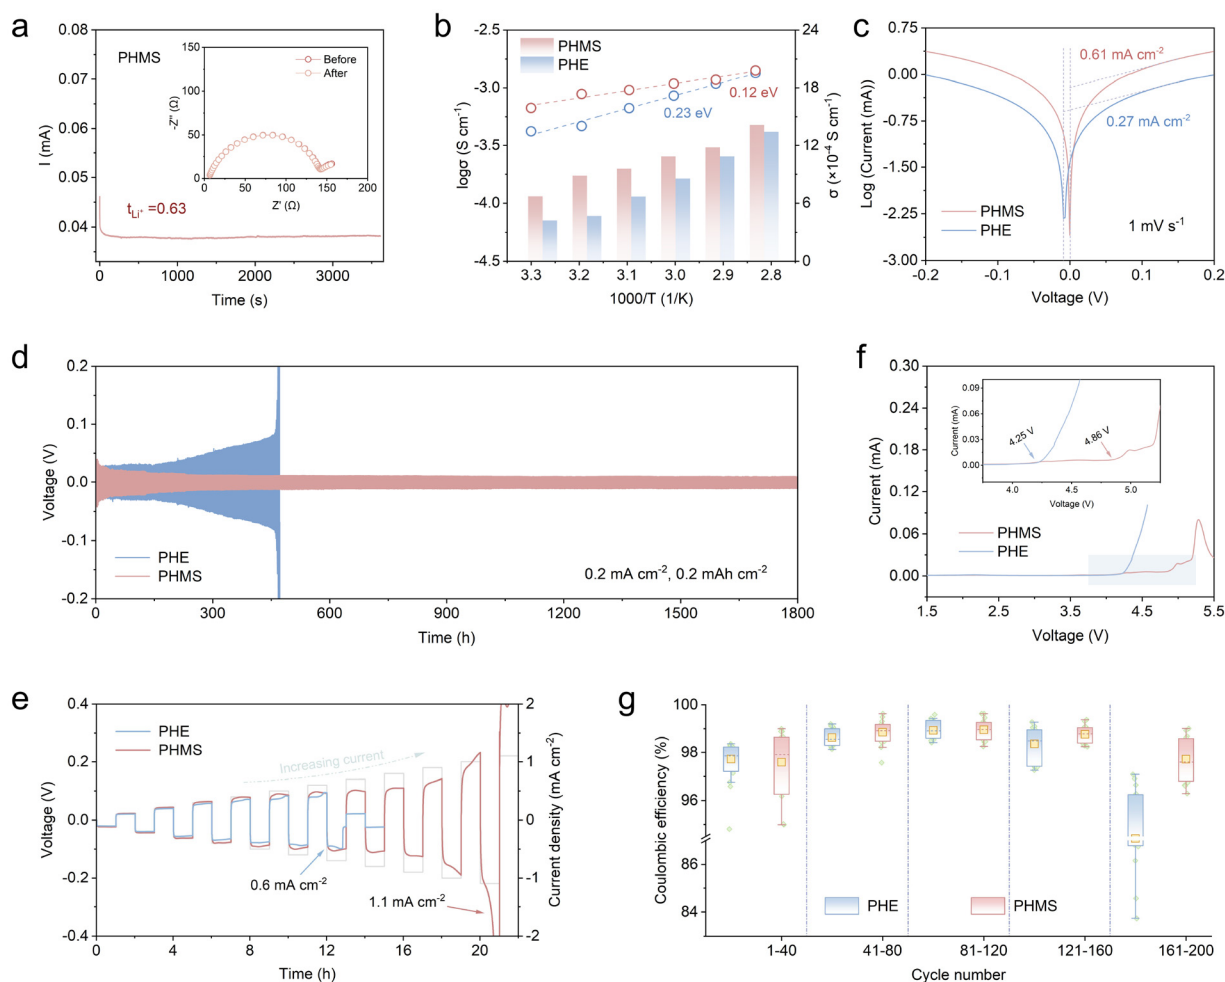 a
PHMS
I (mA)
0.08
0.07
0.06
0.05
0.04
0
1000
2000
3000
Time (s)
t_Li⁺ =0.63
-Z'' (Ω)
150
100
50
0
0 50 100 150 200
Z' (Ω)
Before
After
b
PHMS
PHE
logσ (S cm⁻¹)
-2.5
-3.0
-3.5
-4.0
-4.5
0.12 eV
0.23 eV
24
18
12
6
0
σ (×10⁻⁴ S cm⁻¹)
3.3 3.2 3.1 3.0 2.9 2.8
1000/T (1/K)
c
Log (Current (mA))
0.75
0.00
-0.75
-1.50
-2.25
-3.00
0.61 mA cm⁻²
0.27 mA cm⁻²
PHMS
PHE
1 mV s⁻¹
-0.2 -0.1 0.0 0.1 0.2
Voltage (V)
d
Voltage (V)
0.2
0.1
0.0
-0.1
-0.2
PHE
PHMS
0.2 mA cm⁻², 0.2 mAh cm⁻²
0 300 600 900 1200 1500 1800
Time (h)
f
Current (mA)
0.30
0.24
0.18
0.12
0.06
0.00
Current (mA)
0.09
0.06
0.03
0.00
4.25 V
4.86 V
4.0 4.5 5.0
Voltage (V)
PHMS
PHE
1.5 2.5 3.5 4.5 5.5
Voltage (V)
e
Voltage (V)
0.4
0.2
0.0
-0.2
-0.4
PHE
PHMS
Increasing current
0.6 mA cm⁻²
1.1 mA cm⁻²
2
1
0
-1
-2
Current density (mA cm⁻²)
0 4 8 12 16 20
Time (h)
g
Coulombic efficiency (%)
100
98
96
86
84
PHE
PHMS
1-40 41-80 81-120 121-160 161-200
Cycle number